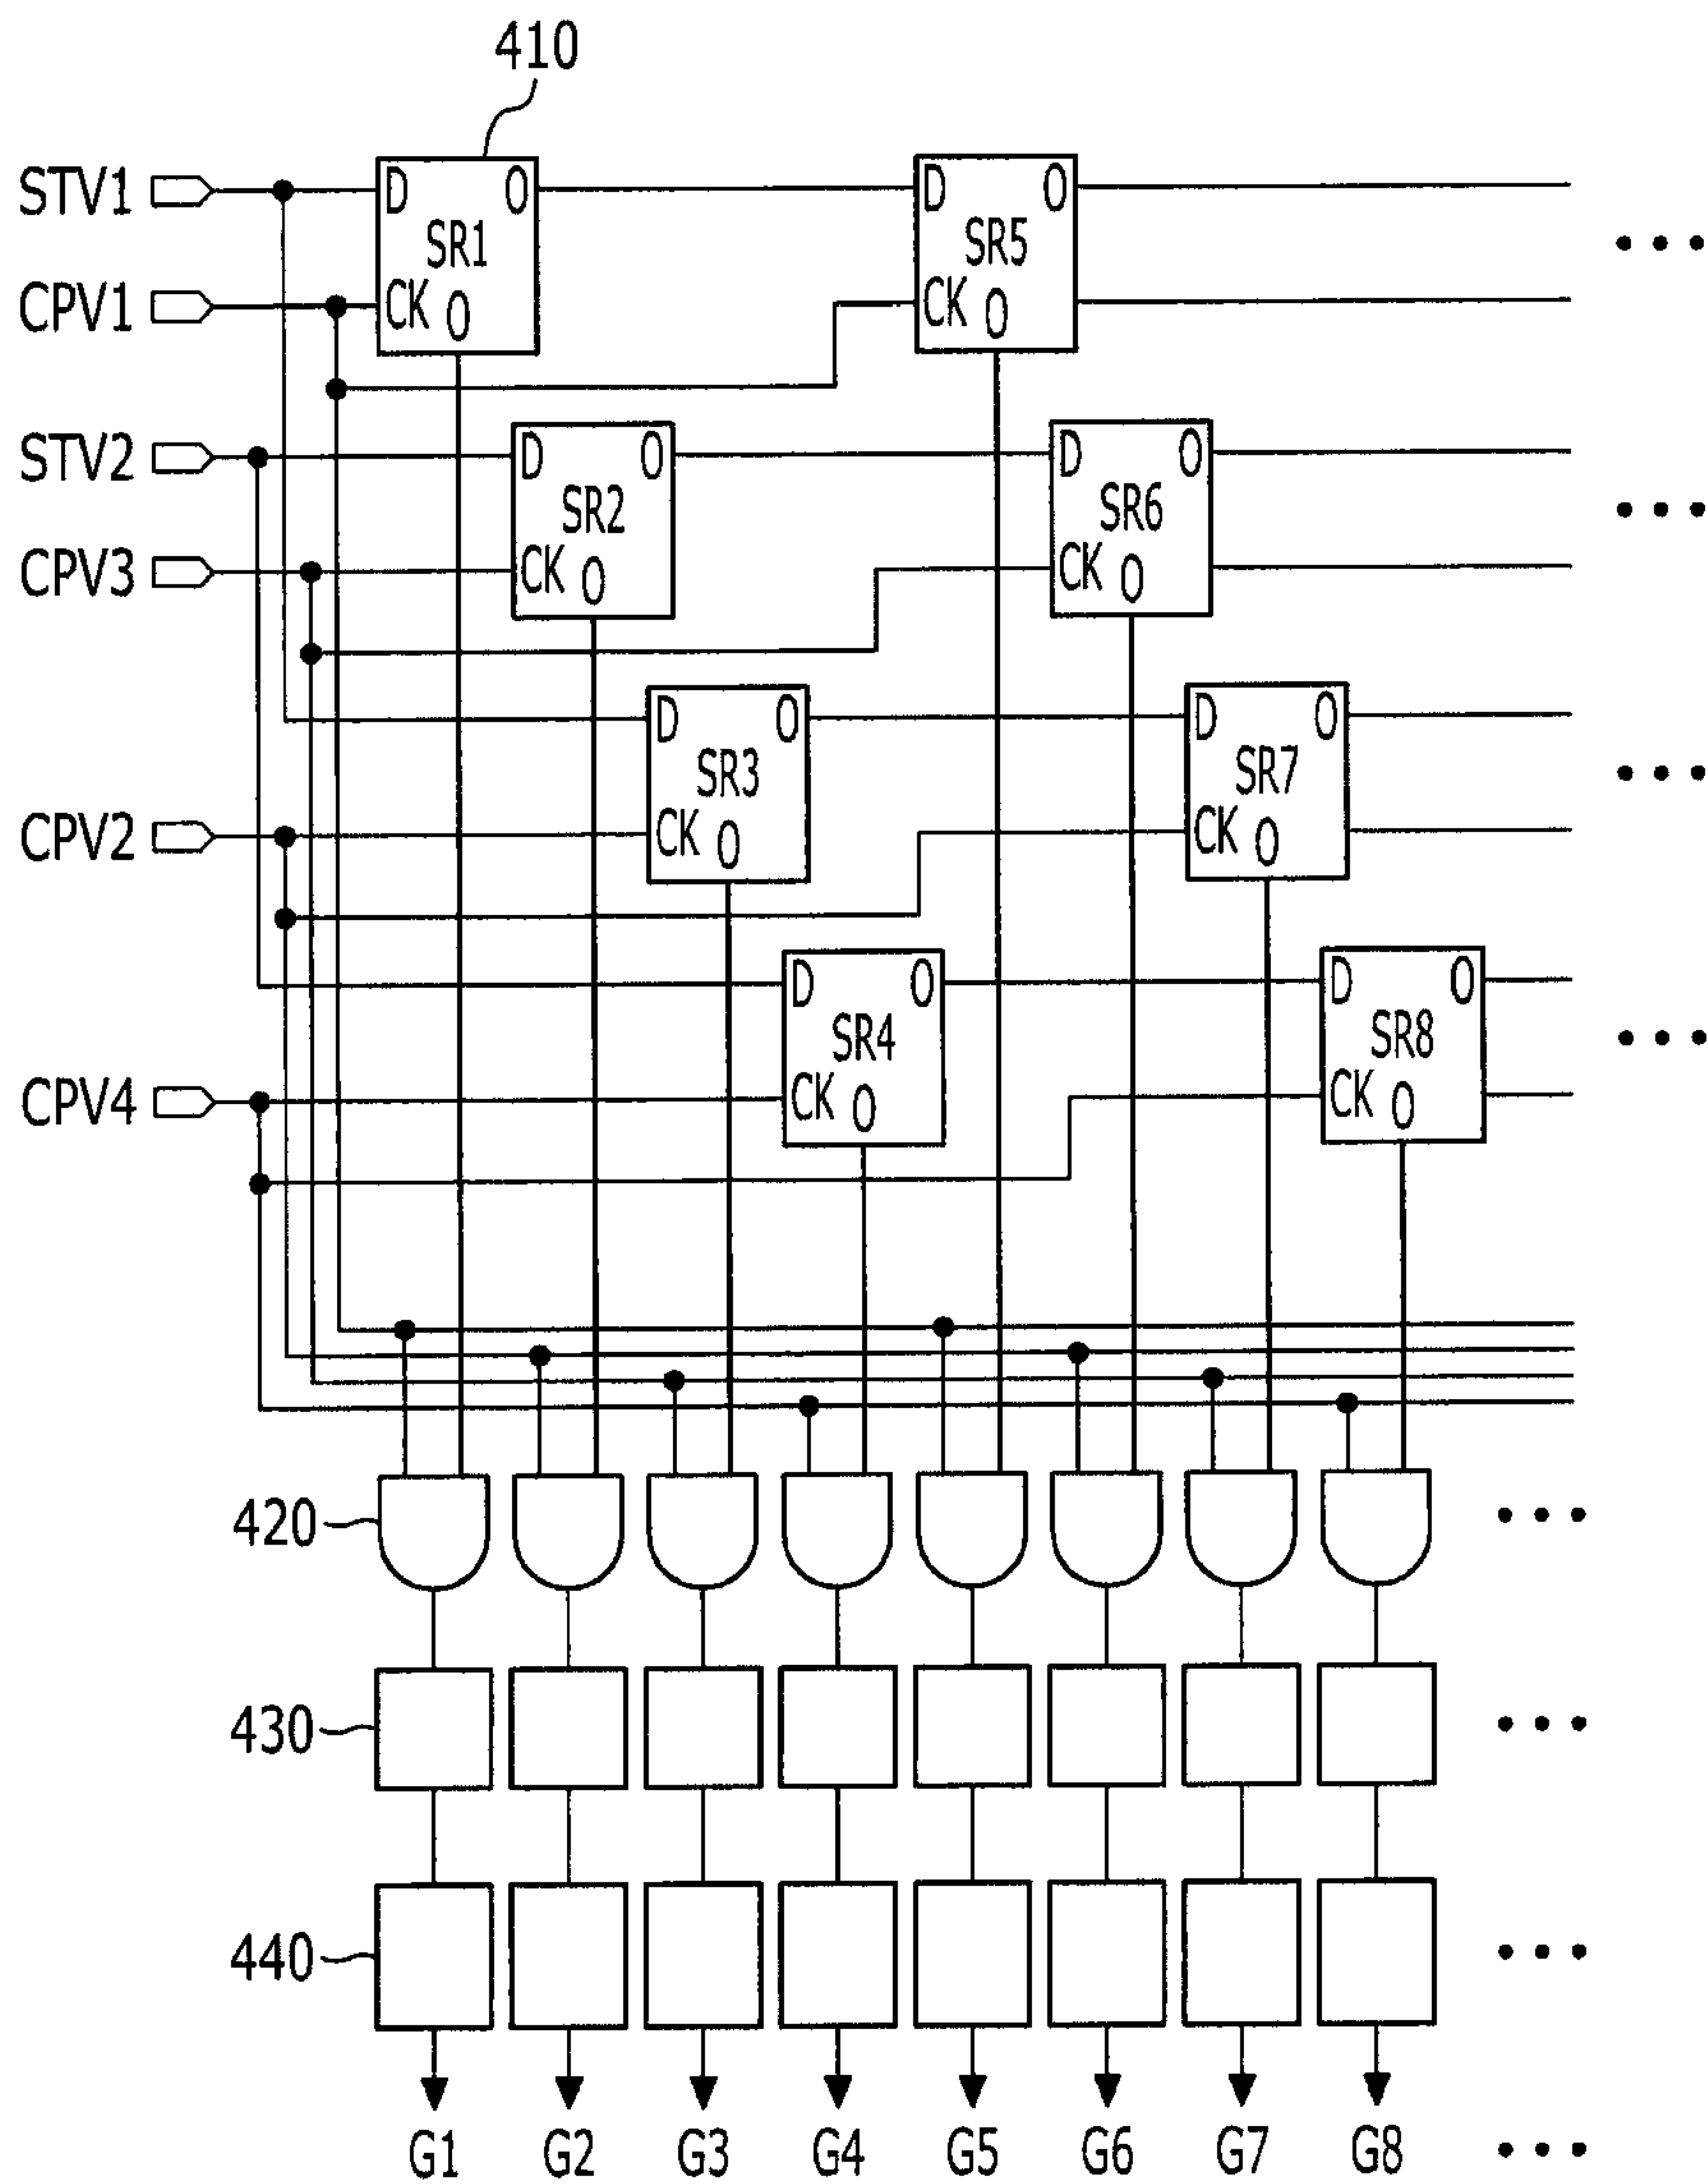 410
STV1
D O
SR1
CK O
D O
SR5
CK O
CPV1
STV2
D O
SR2
CK O
D O
SR6
CK O
CPV3
D O
SR3
CK O
D O
SR7
CK O
CPV2
D O
SR4
CK O
D O
SR8
CK O
CPV4
420
430
440
G1 G2 G3 G4 G5 G6 G7 G8